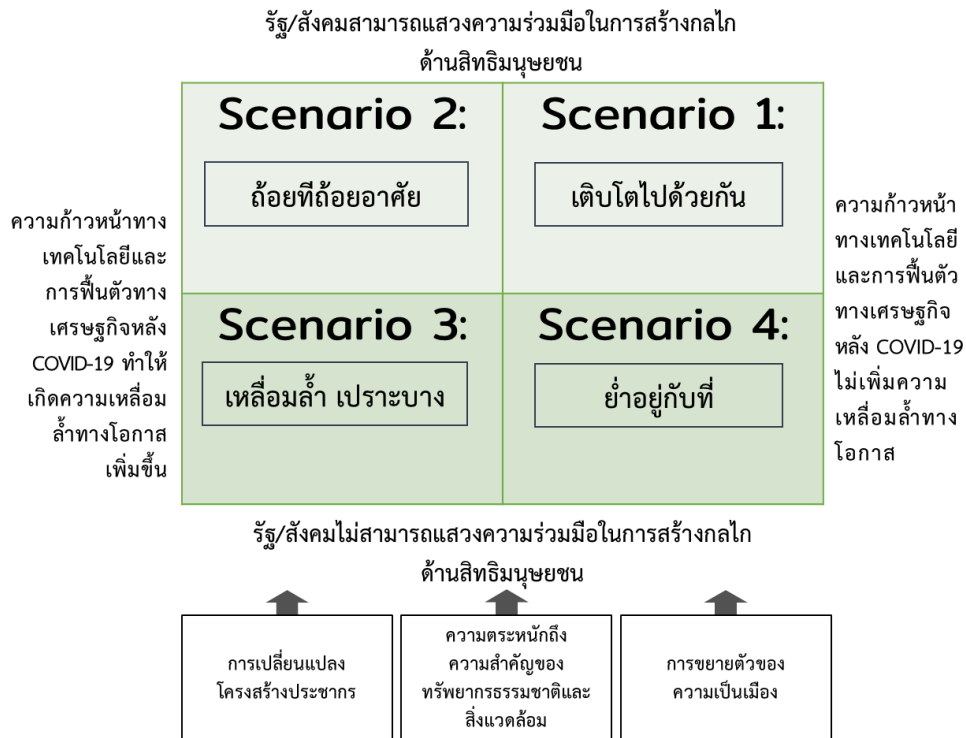 รัฐ/สังคมสามารถแสวงความร่วมมือในการสร้างกลไก
ด้านสิทธิมนุษยชน
Scenario 2:
ถ้อยทีถ้อยอาศัย
Scenario 1:
เติบโตไปด้วยกัน
ความก้าวหน้าทาง
เทคโนโลยีและ
การฟื้นตัวทาง
เศรษฐกิจหลัง
COVID-19 ทำให้
เกิดความเหลื่อม
ล้ำทางโอกาส
เพิ่มขึ้น
ความก้าวหน้า
ทางเทคโนโลยี
และการฟื้นตัว
ทางเศรษฐกิจ
หลัง COVID-19
ไม่เพิ่มความ
เหลื่อมล้ำทาง
โอกาส
Scenario 3:
เหลื่อมล้ำ เปราะบาง
Scenario 4:
ย่ำอยู่กับที่
รัฐ/สังคมไม่สามารถแสวงความร่วมมือในการสร้างกลไก
ด้านสิทธิมนุษยชน
การเปลี่ยนแปลง
โครงสร้างประชากร
ความตระหนักถึง
ความสำคัญของ
ทรัพยากรธรรมชาติและ
สิ่งแวดล้อม
การขยายตัวของ
ความเป็นเมือง